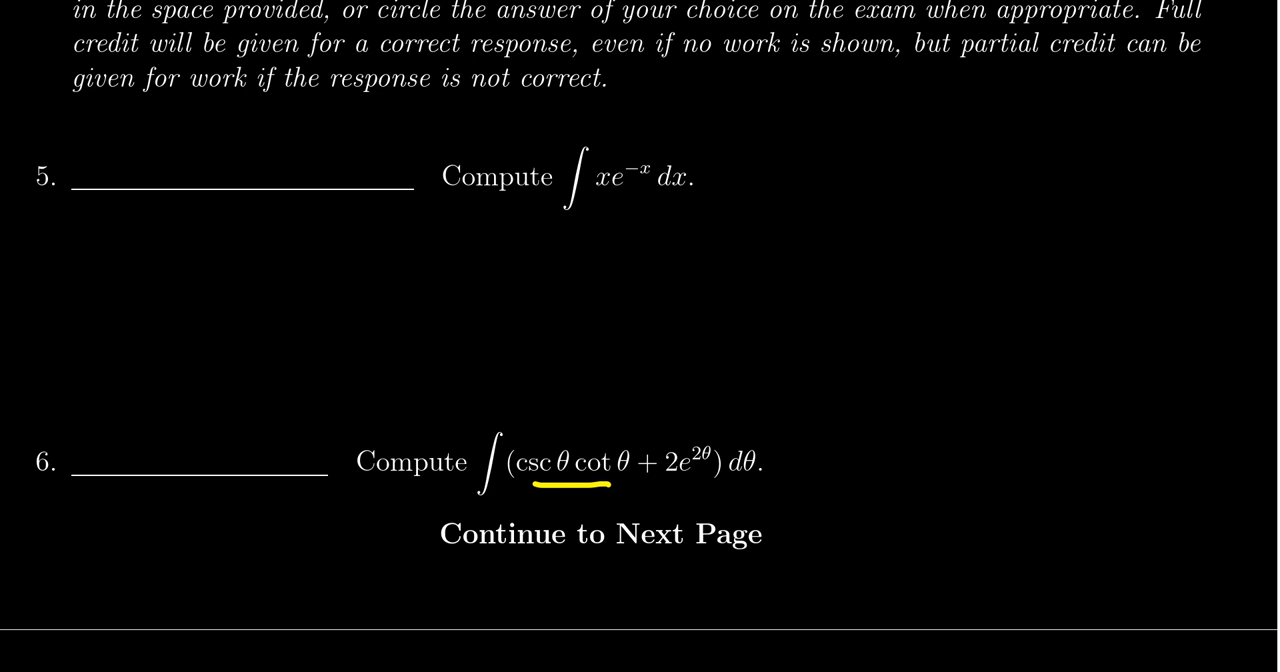 in the space provided, or circle the answer of your choice on the exam when appropriate. Full
credit will be given for a correct response, even if no work is shown, but partial credit can be
given for work if the response is not correct.
5. ____________________ Compute ∫ xe⁻ˣ dx.
6. ____________________ Compute ∫ (csc θ cot θ + 2e²ᶿ) dθ.
Continue to Next Page